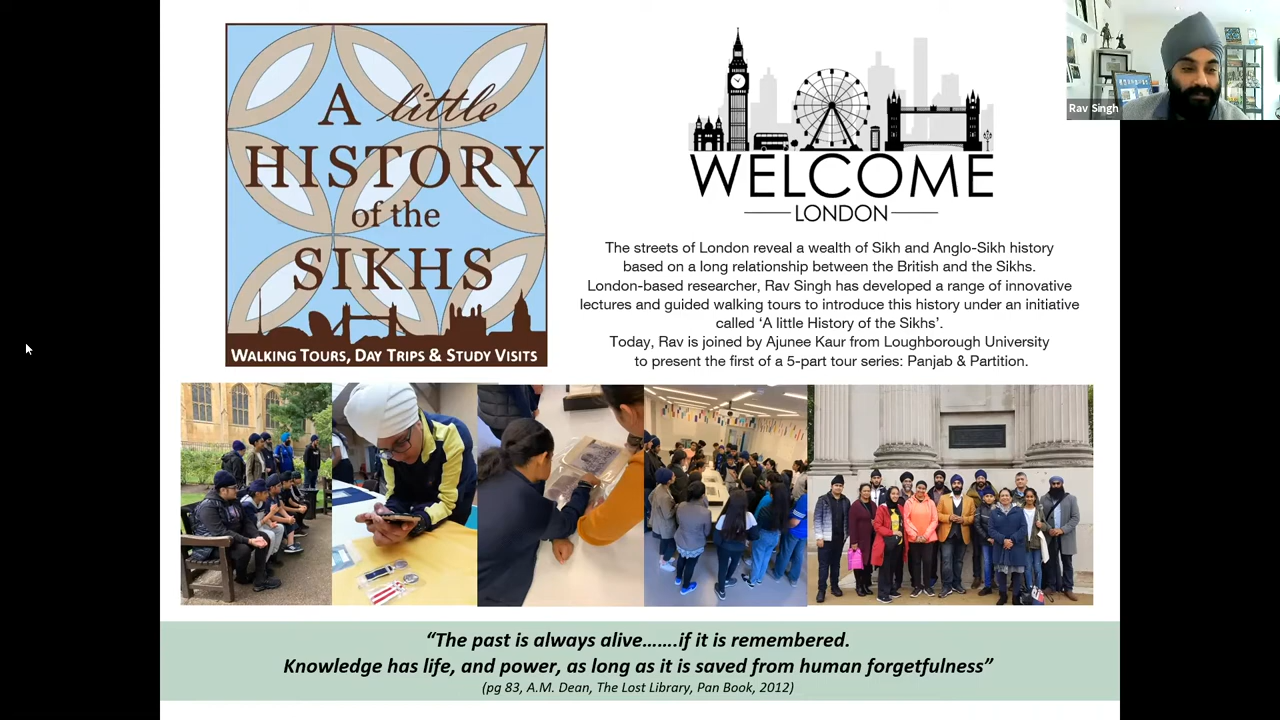 A little
HISTORY
of the
SIKHS
WALKING TOURS, DAY TRIPS & STUDY VISITS
WELCOME
LONDON
The streets of London reveal a wealth of Sikh and Anglo-Sikh history
based on a long relationship between the British and the Sikhs.
London-based researcher, Rav Singh has developed a range of innovative
lectures and guided walking tours to introduce this history under an initiative
called ‘A little History of the Sikhs’.
Today, Rav is joined by Ajunee Kaur from Loughborough University
to present the first of a 5-part tour series: Panjab & Partition.
Rav Singh
“The past is always alive…….if it is remembered.
Knowledge has life, and power, as long as it is saved from human forgetfulness”
(pg 83, A.M. Dean, The Lost Library, Pan Book, 2012)